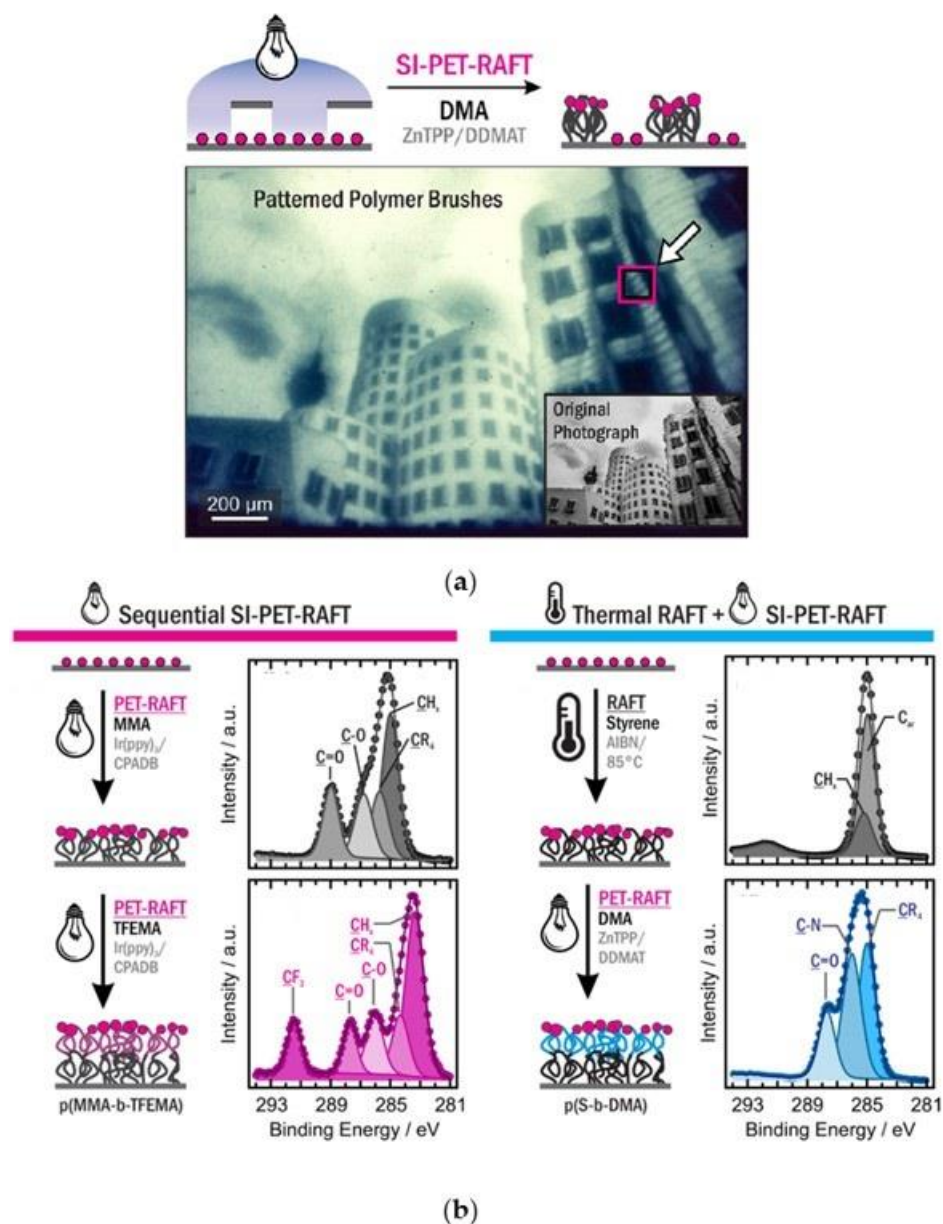 SI-PET-RAFT
DMA
ZnTPP/DDMAT
Patterned Polymer Brushes
Original
Photograph
200 µm
(a)
Sequential SI-PET-RAFT
PET-RAFT
MMA
Ir(ppy)₃/
CPADB
Intensity / a.u.
C=O
C-O
CHₓ
CR₄
PET-RAFT
TFEMA
Ir(ppy)₃/
CPADB
p(MMA-b-TFEMA)
Intensity / a.u.
CF₃
C=O
C-O
CR₄
CHₓ
293 289 285 281
Binding Energy / eV
Thermal RAFT + SI-PET-RAFT
RAFT
Styrene
AIBN/
85°C
Intensity / a.u.
CHₓ
PET-RAFT
DMA
ZnTPP/
DDMAT
p(S-b-DMA)
Intensity / a.u.
C=O
C-N
CR₄
293 289 285 281
Binding Energy / eV
(b)